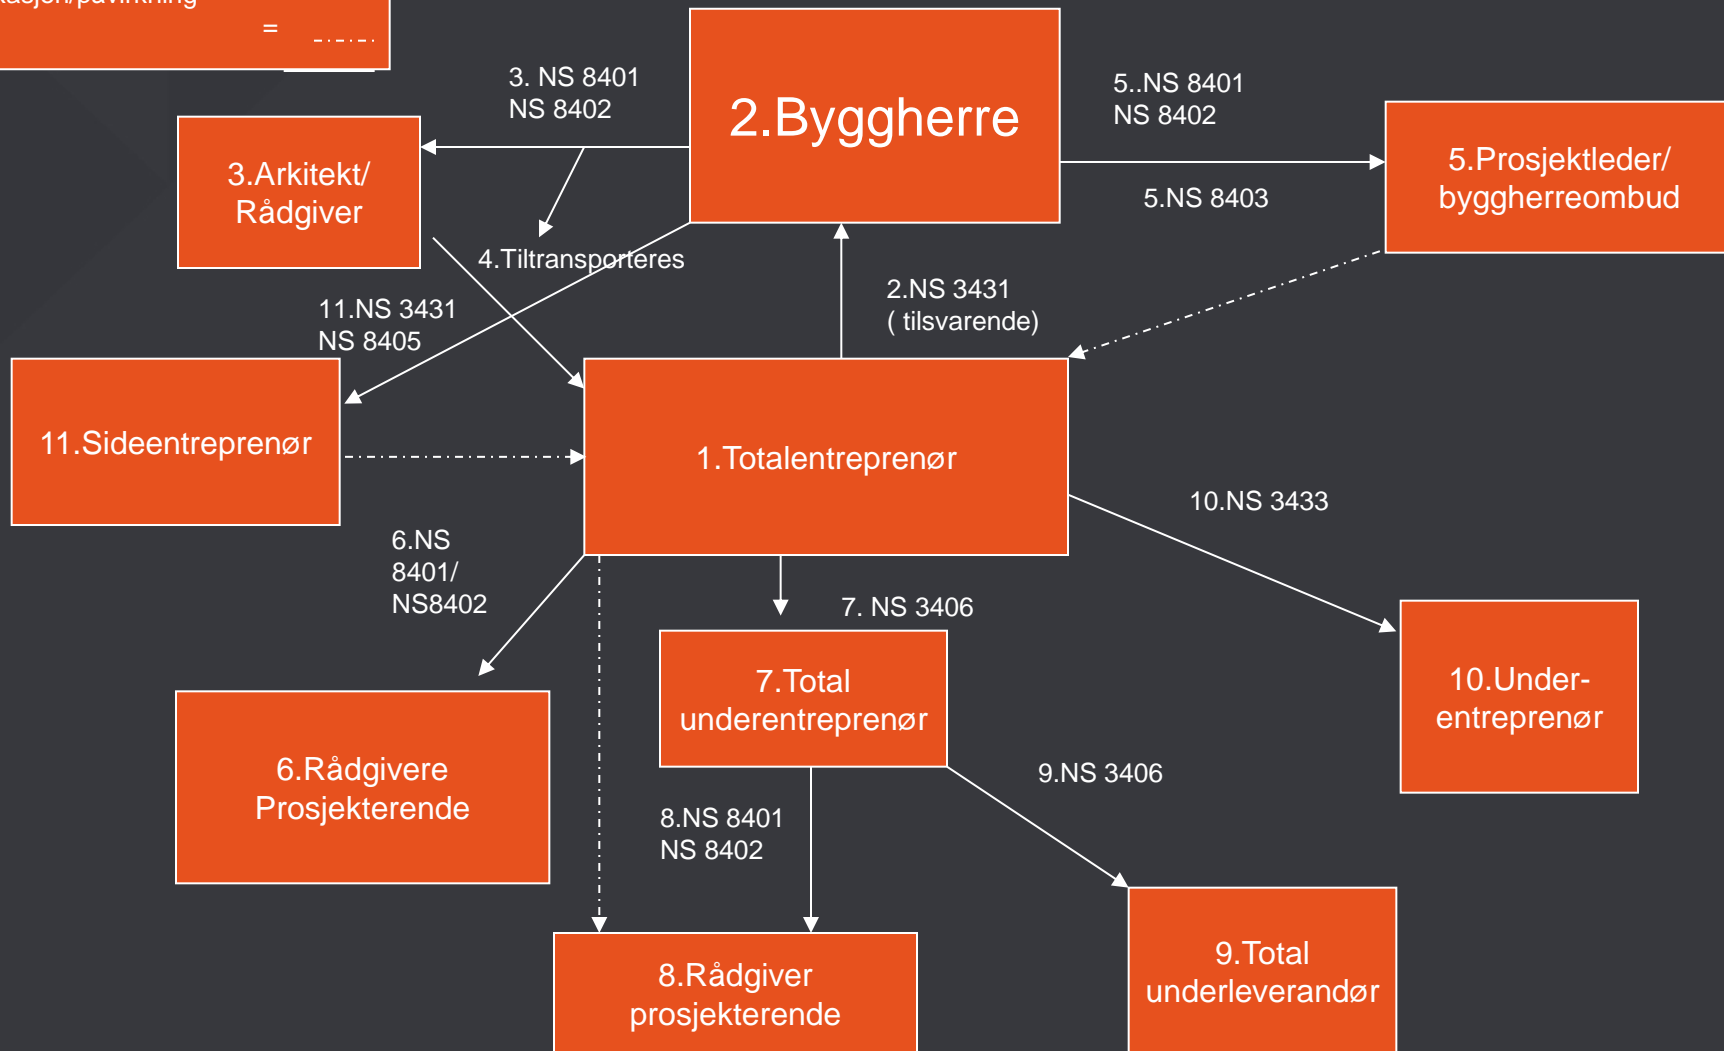 =
3. NS 8401
NS 8402
2.Byggherre
5..NS 8401
NS 8402
3.Arkitekt/
Rådgiver
5.NS 8403
5.Prosjektleder/
byggherreombud
4.Tiltransporteres
11.NS 3431
NS 8405
2.NS 3431
( tilsvarende)
11.Sideentreprenør
1.Totalentreprenør
10.NS 3433
6.NS
8401/
NS8402
7. NS 3406
7.Total
underentreprenør
10.Under-
entreprenør
6.Rådgivere
Prosjekterende
9.NS 3406
8.NS 8401
NS 8402
8.Rådgiver
prosjekterende
9.Total
underleverandør